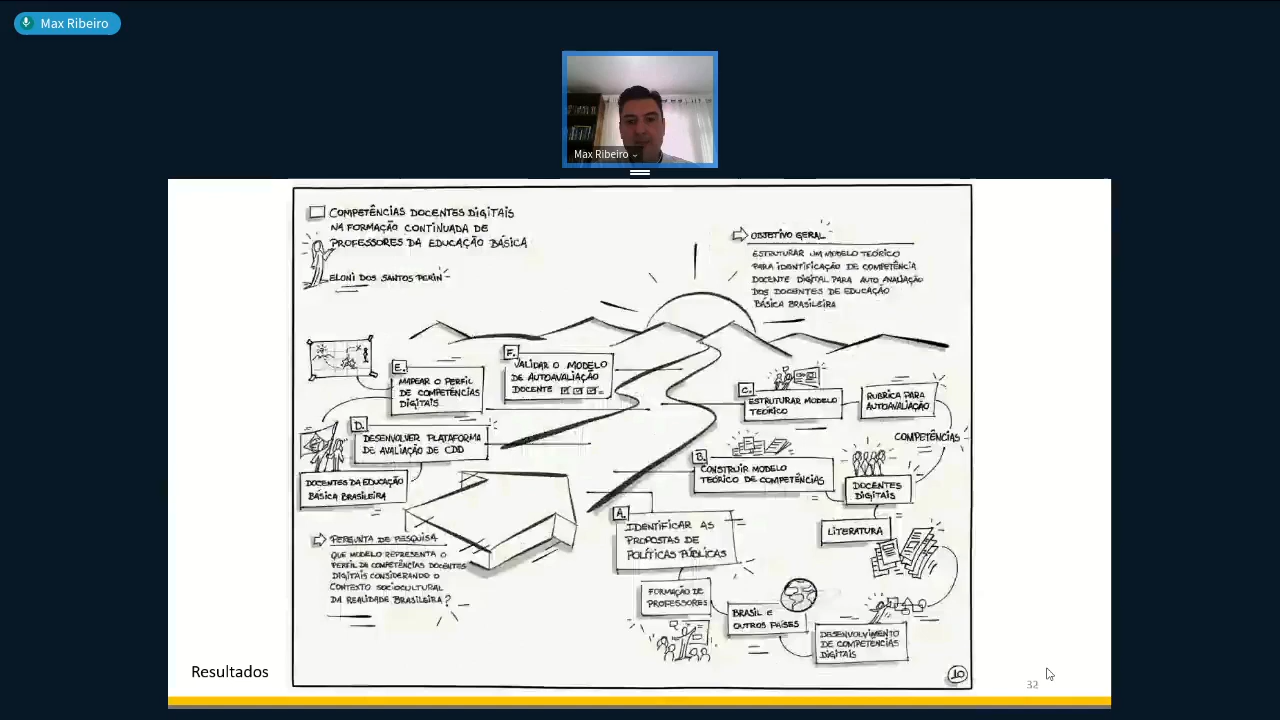 Max Ribeiro
Max Ribeiro
COMPETÊNCIAS DOCENTES DIGITAIS
NA FORMAÇÃO CONTINUADA DE
PROFESSORES DA EDUCAÇÃO BÁSICA
ELONI DOS SANTOS PERIN
OBJETIVO GERAL
ESTRUTURAR UM MODELO TEÓRICO
PARA IDENTIFICAÇÃO DE COMPETÊNCIA
DOCENTE DIGITAL PARA AUTO AVALIAÇÃO
DOS DOCENTES DE EDUCAÇÃO
BÁSICA BRASILEIRA
F.
VALIDAR O MODELO
DE AUTOAVALIAÇÃO
DOCENTE
E.
MAPEAR O PERFIL
DE COMPETÊNCIAS
DIGITAIS
D.
DESENVOLVER PLATAFORMA
DE AVALIAÇÃO DE CDD
DOCENTES DA EDUCAÇÃO
BÁSICA BRASILEIRA
C.
ESTRUTURAR MODELO
TEÓRICO
RUBRICA PARA
AUTOAVALIAÇÃO
COMPETÊNCIAS
B.
CONSTRUIR MODELO
TEÓRICO DE COMPETÊNCIAS
DOCENTES
DIGITAIS
LITERATURA
A.
IDENTIFICAR AS
PROPOSTAS DE
POLÍTICAS PÚBLICAS
FORMAÇÃO DE
PROFESSORES
BRASIL E
OUTROS PAÍSES
DESENVOLVIMENTO
DE COMPETÊNCIAS
DIGITAIS
PERGUNTA DE PESQUISA
QUE MODELO REPRESENTA O
PERFIL DE COMPETÊNCIAS DOCENTES
DIGITAIS CONSIDERANDO O
CONTEXTO SOCIOCULTURAL
DA REALIDADE BRASILEIRA?
10
Resultados
32